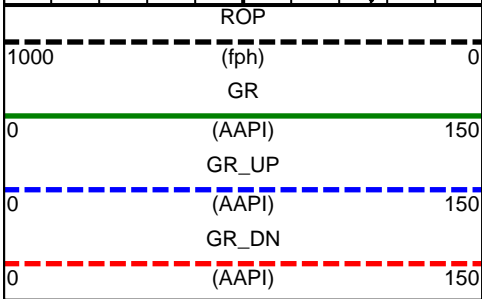 ROP
1000 (fph) 0
GR
0 (AAPI) 150
GR_UP
0 (AAPI) 150
GR_DN
0 (AAPI) 150